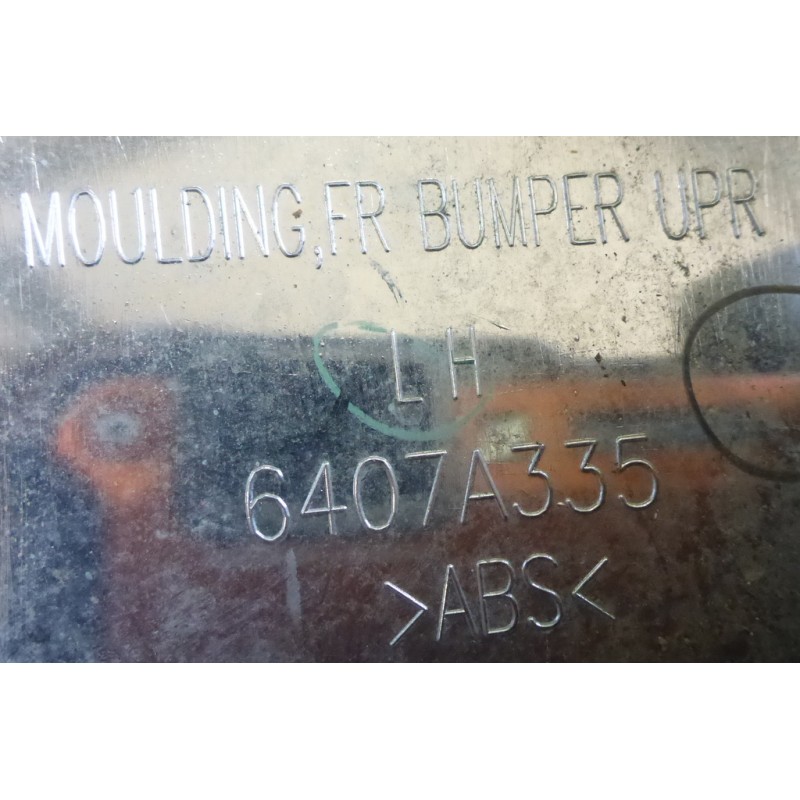 MOULDING,FR BUMPER UPR
LH
6407A335
>ABS<